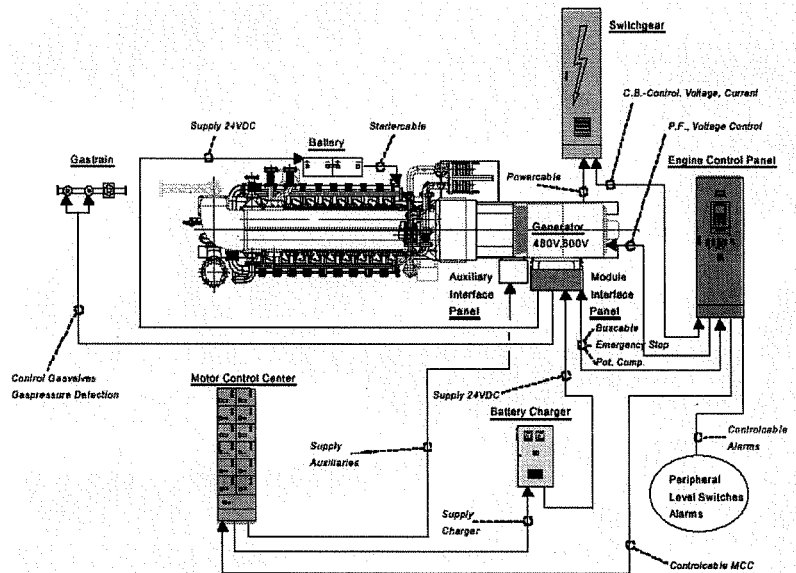 Switchgear
C.B.-Control, Voltage, Current
Supply 24VDC
Battery
Startercable
P.F., Voltage Control
Gastrain
Engine Control Panel
Powercable
Generator
480V,600V
Auxiliary
Interface
Panel
Module
Interface
Panel
Buscable
Emergency Stop
Pot. Comp.
Control Gasvalves
Gaspressure Detection
Motor Control Center
Supply 24VDC
Battery Charger
Controlcable
Alarms
Supply
Auxiliaries
Peripheral
Level Switches
Alarms
Supply
Charger
Controlcable MCC